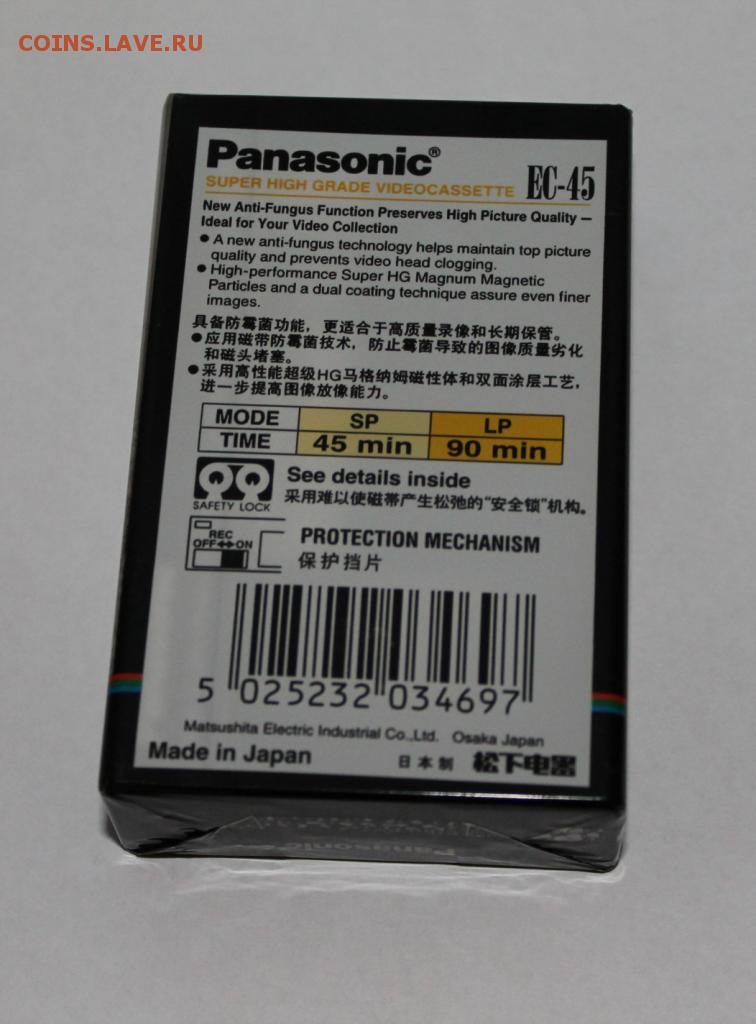 COINS.LAVE.RU
Panasonic®
EC-45
SUPER HIGH GRADE VIDEOCASSETTE
New Anti-Fungus Function Preserves High Picture Quality –
Ideal for Your Video Collection
● A new anti-fungus technology helps maintain top picture
quality and prevents video head clogging.
● High-performance Super HG Magnum Magnetic
Particles and a dual coating technique assure even finer
images.
具备防霉菌功能，更适合于高质量录像和长期保管。
● 应用磁带防霉菌技术，防止霉菌导致的图像质量劣化
和磁头堵塞。
● 采用高性能超级HG马格纳姆磁性体和双面涂层工艺，
进一步提高图像放像能力。
MODE SP LP
TIME 45 min 90 min
See details inside
SAFETY LOCK
采用难以使磁带产生松弛的“安全锁”机构。
REC
OFF↔ON
PROTECTION MECHANISM
保护挡片
5 025232 034697
Matsushita Electric Industrial Co.,Ltd. Osaka Japan
Made in Japan
日本制 松下电器
Panasonic